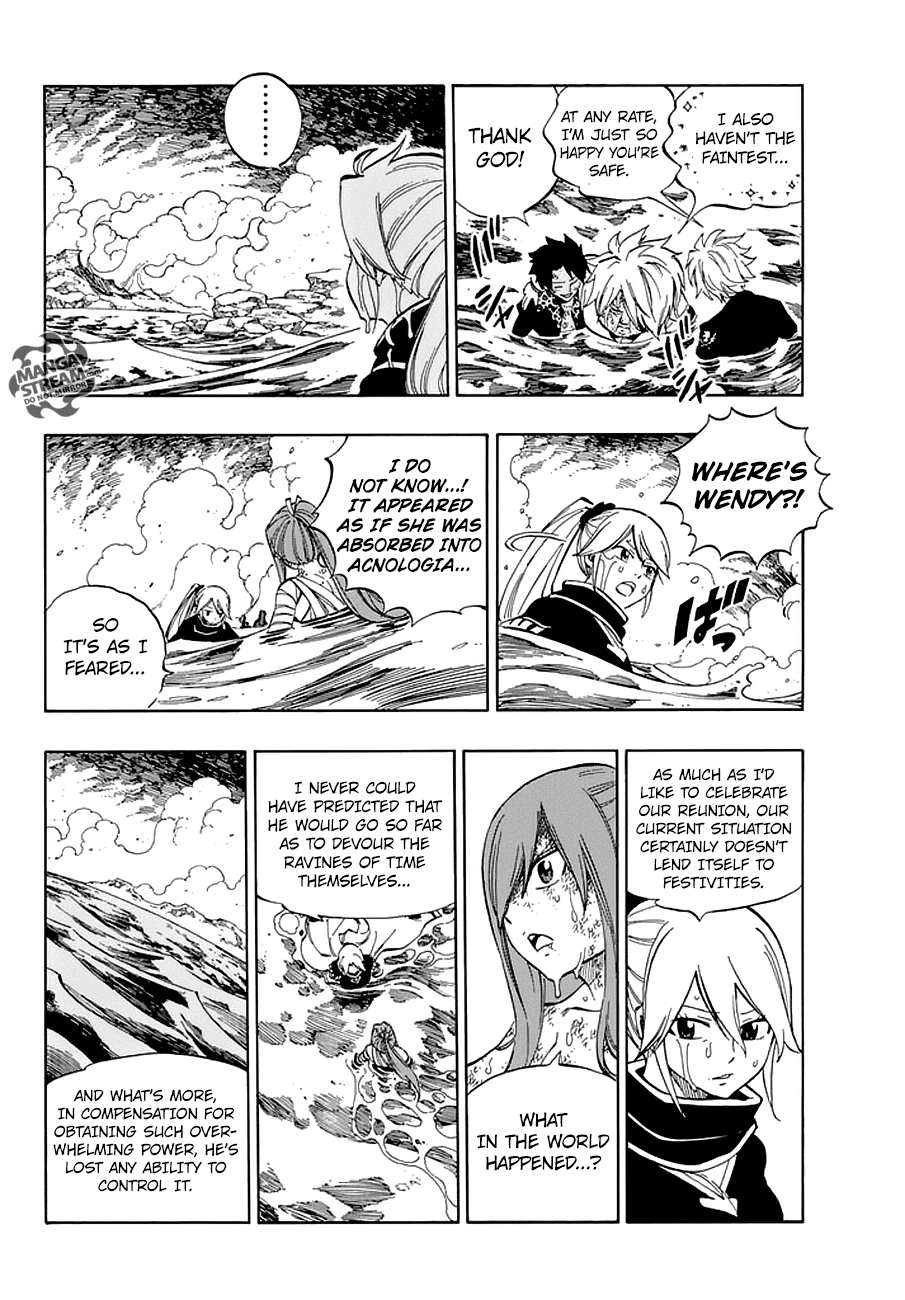 I ALSO
HAVEN'T THE
FAINTEST...
AT ANY RATE,
I'M JUST SO
HAPPY YOU'RE
SAFE.
THANK
GOD!
.......
WHERE'S
WENDY?!
ばっ
I DO
NOT KNOW...!
IT APPEARED
AS IF SHE WAS
ABSORBED INTO
ACNOLOGIA...
SO
IT'S AS I
FEARED...
AS MUCH AS I'D
LIKE TO CELEBRATE
OUR REUNION, OUR
CURRENT SITUATION
CERTAINLY DOESN'T
LEND ITSELF TO
FESTIVITIES.
WHAT
IN THE WORLD
HAPPENED...?
I NEVER COULD
HAVE PREDICTED THAT
HE WOULD GO SO FAR
AS TO DEVOUR THE
RAVINES OF TIME
THEMSELVES...
AND WHAT'S MORE,
IN COMPENSATION FOR
OBTAINING SUCH OVER-
WHELMING POWER, HE'S
LOST ANY ABILITY TO
CONTROL IT.
MANGA
STREAM.com
DO NOT MIRROR